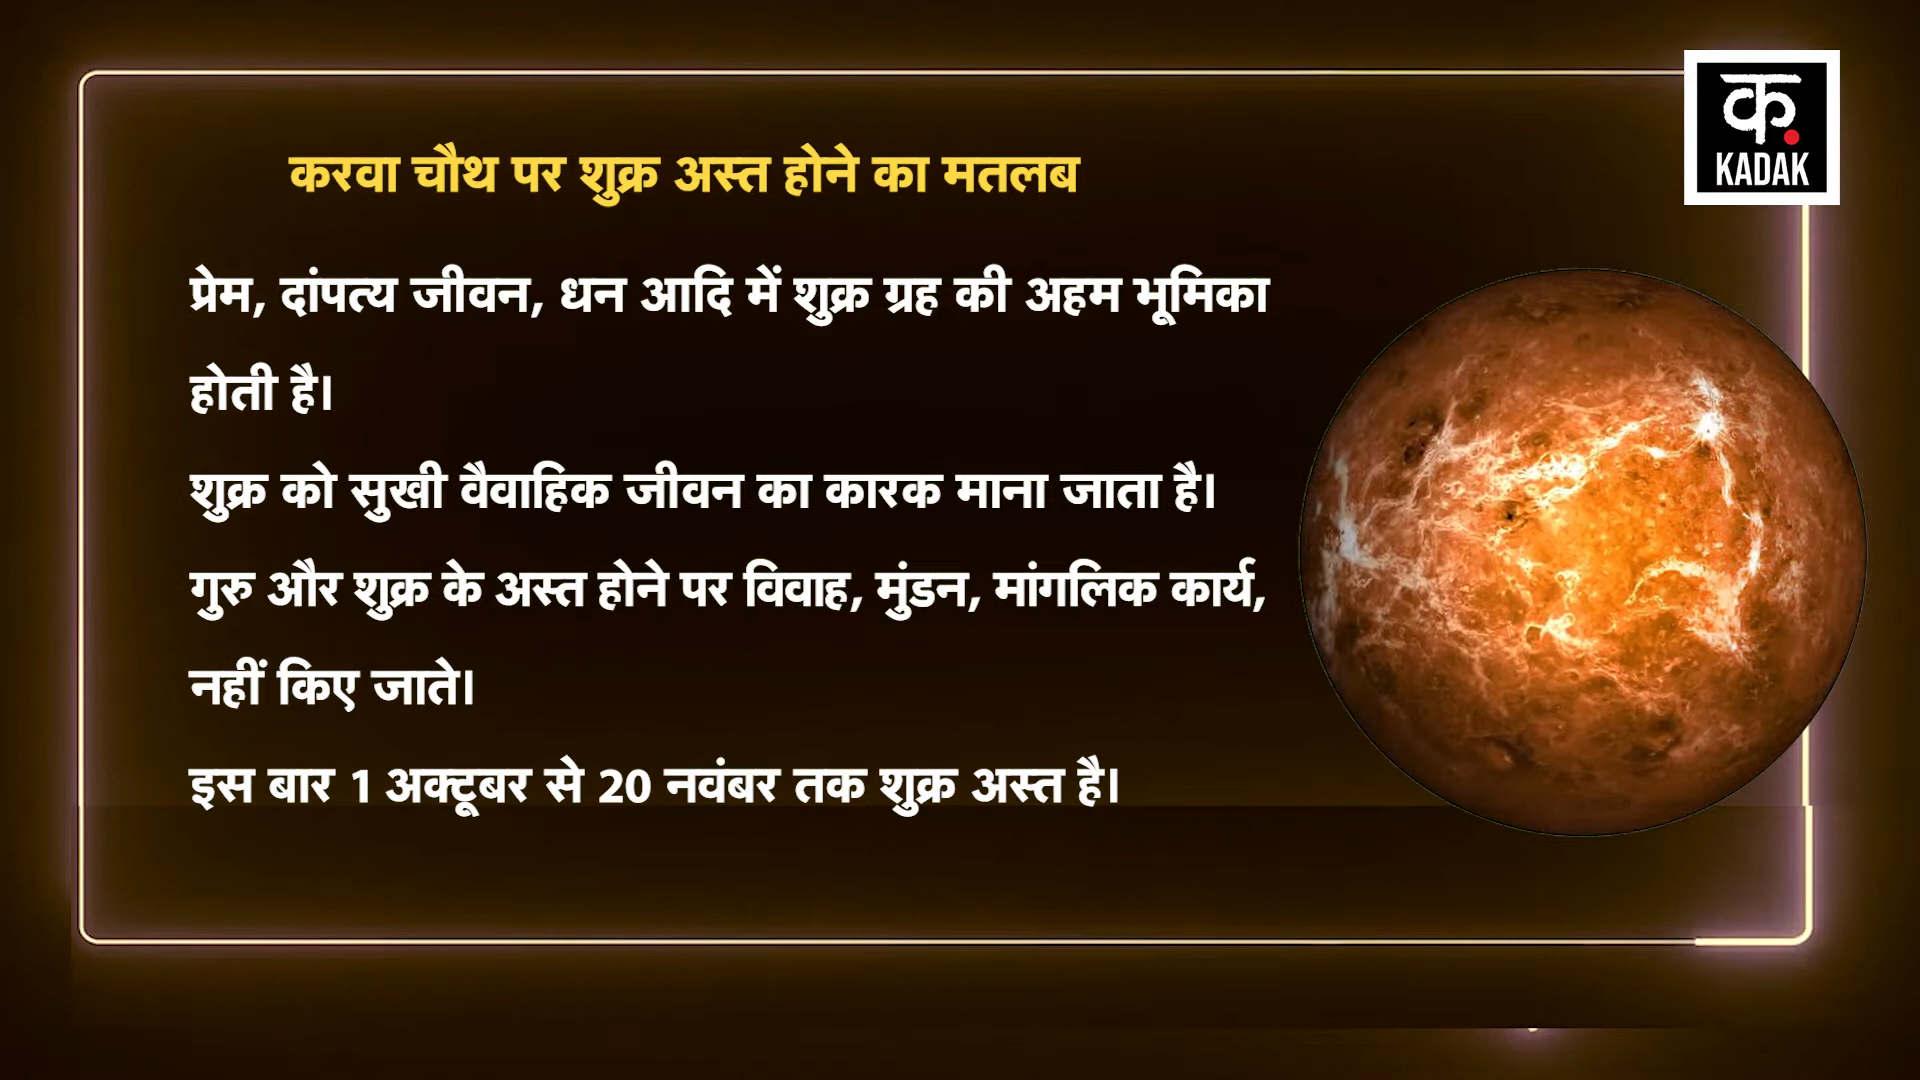 क
KADAK
करवा चौथ पर शुक्र अस्त होने का मतलब
प्रेम, दांपत्य जीवन, धन आदि में शुक्र ग्रह की अहम भूमिका
होती है।
शुक्र को सुखी वैवाहिक जीवन का कारक माना जाता है।
गुरु और शुक्र के अस्त होने पर विवाह, मुंडन, मांगलिक कार्य,
नहीं किए जाते।
इस बार 1 अक्टूबर से 20 नवंबर तक शुक्र अस्त है।